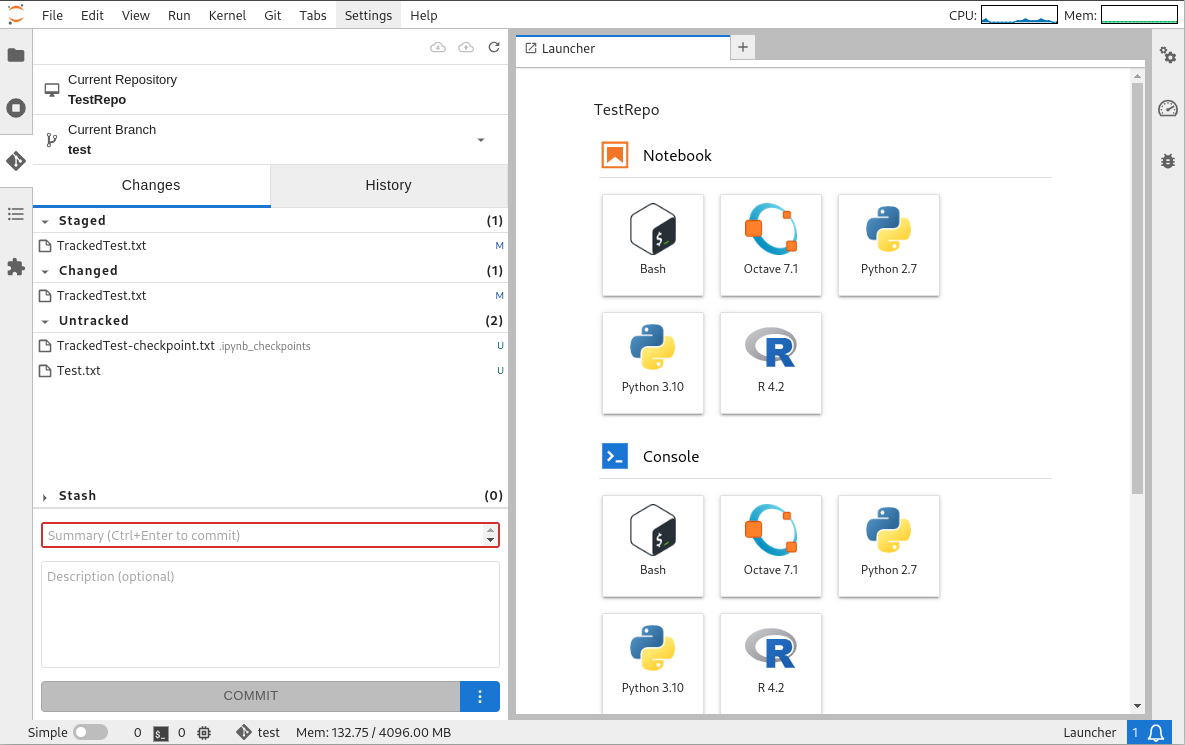 File Edit View Run Kernel Git Tabs Settings Help CPU: Mem:
Current Repository
TestRepo
Current Branch
test
Changes History
Staged (1)
TrackedTest.txt M
Changed (1)
TrackedTest.txt M
Untracked (2)
TrackedTest-checkpoint.txt .ipynb_checkpoints U
Test.txt U
Stash (0)
Summary (Ctrl+Enter to commit)
Description (optional)
COMMIT
Launcher
TestRepo
Notebook
$_
Bash Octave 7.1 Python 2.7
R
Python 3.10 R 4.2
>_ Console
$_
Bash Octave 7.1 Python 2.7
R
Python 3.10 R 4.2
Simple 0 $_ 0 test Mem: 132.75 / 4096.00 MB Launcher 1